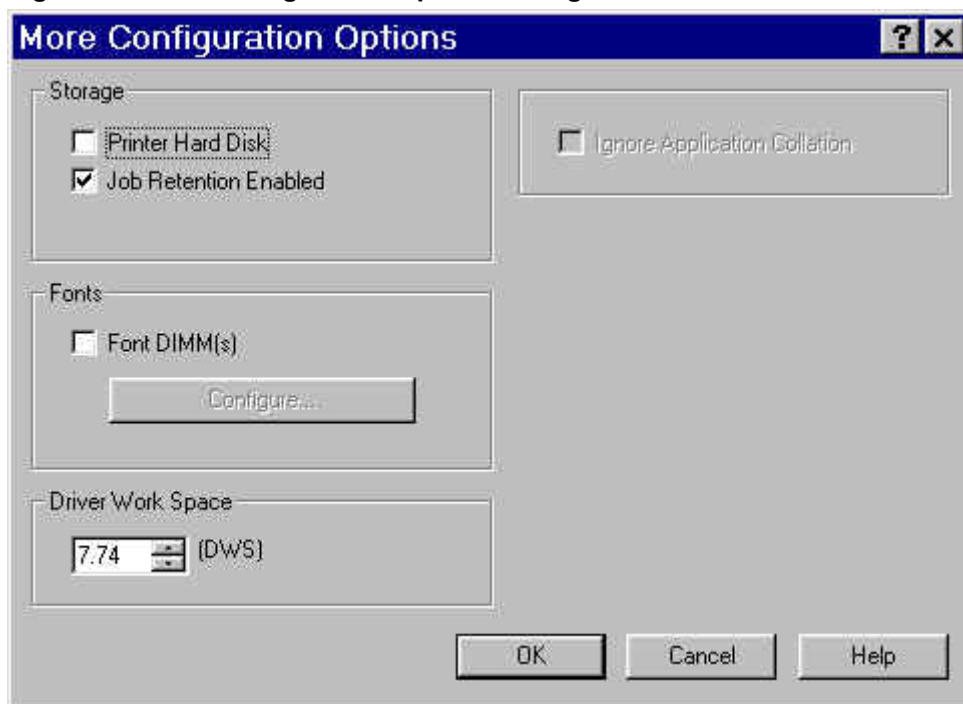 More Configuration Options
Storage
Printer Hard Disk
Job Retention Enabled
Ignore Application Collation
Fonts
Font DIMM(s)
Configure...
Driver Work Space
7.74 (DWS)
OK Cancel Help